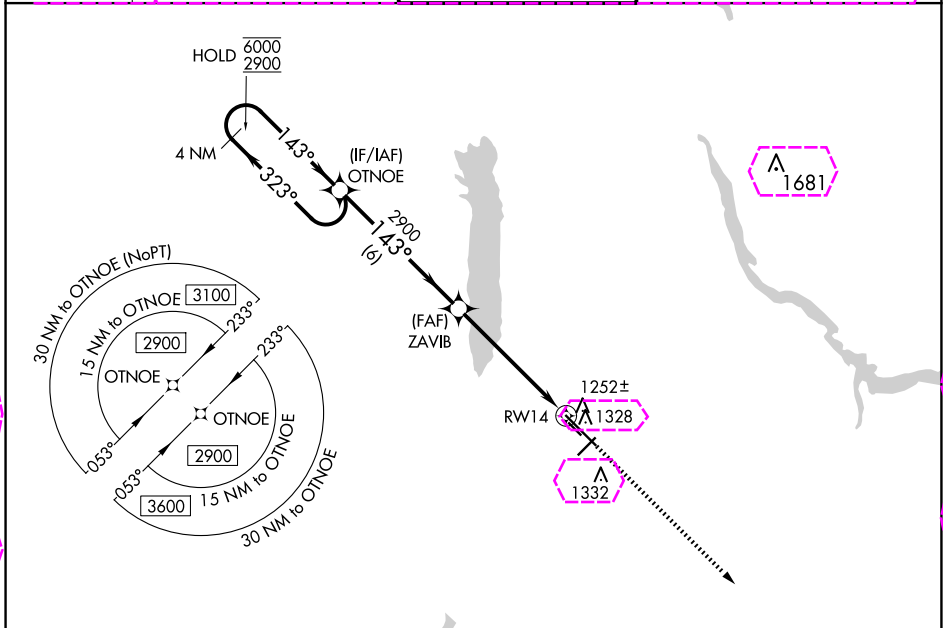 HOLD 6000
2900
4 NM
143°
323°
(IF/IAF)
OTNOE
2900
143°
(6)
(FAF)
ZAVIB
1681
30 NM to OTNOE (NoPT)
3100
15 NM to OTNOE
233°
2900
OTNOE
053°
233°
OTNOE
2900
15 NM to OTNOE
053°
3600
30 NM to OTNOE
1252±
RW14
1328
1332